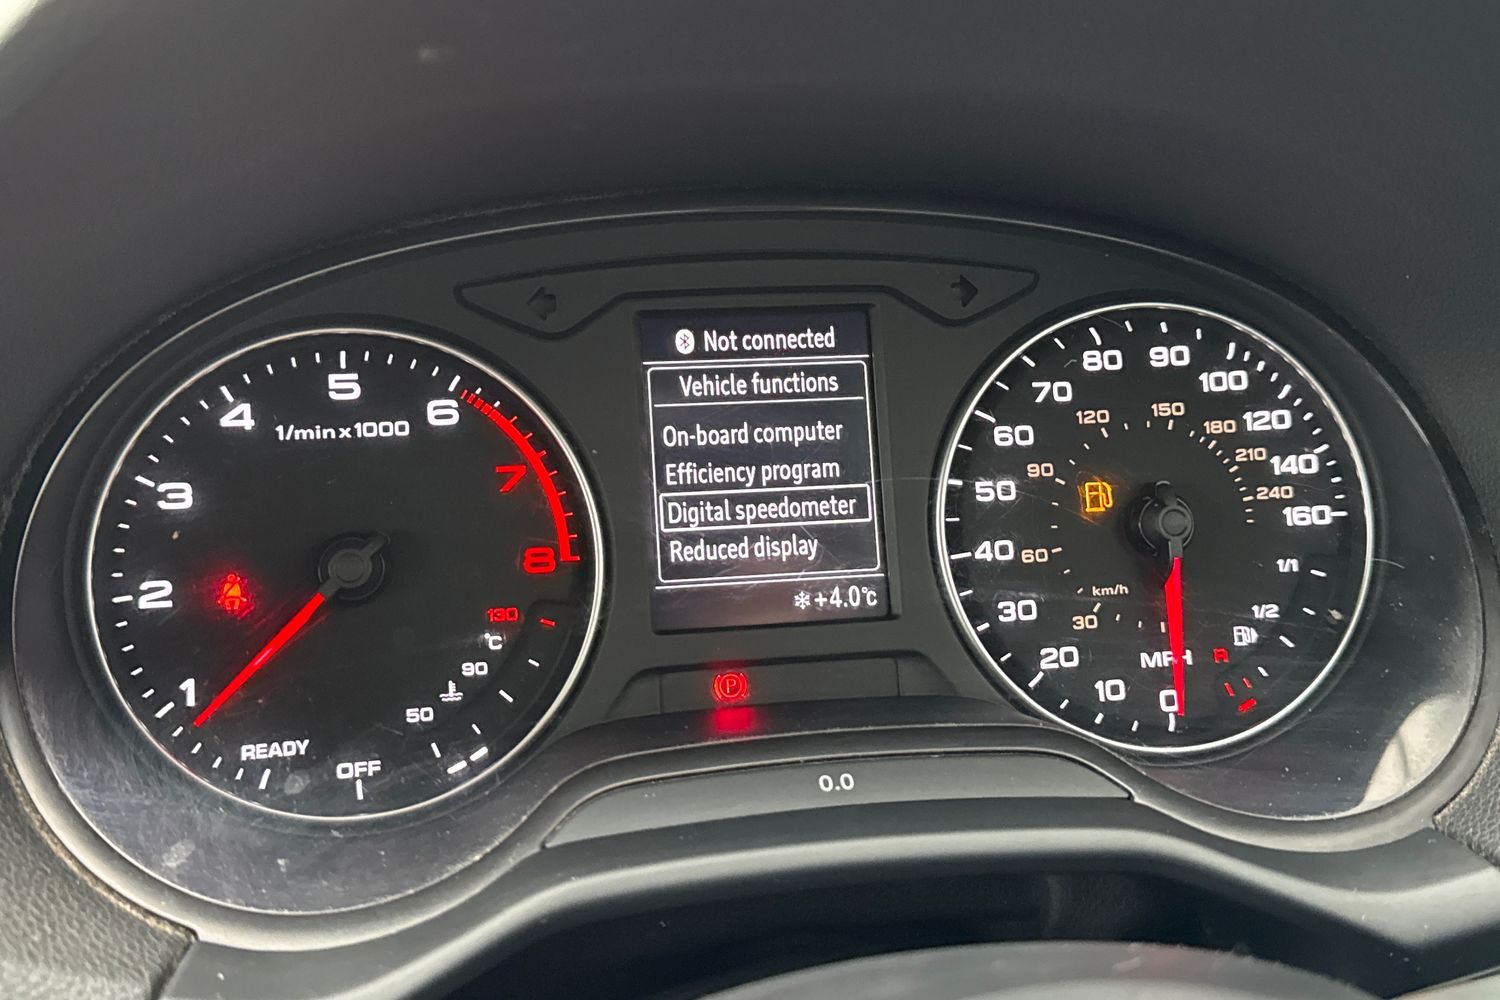 Not connected
Vehicle functions
On-board computer
Efficiency program
Digital speedometer
Reduced display
+4.0°C
1/min x 1000
1
2
3
4
5
6
7
8
READY
OFF
130
°C
90
50
P
0.0
0
10
20
30
40
50
60
70
80
90
100
120
140
160
MPH
30
60
90
120
150
180
210
240
km/h
1/1
1/2
R